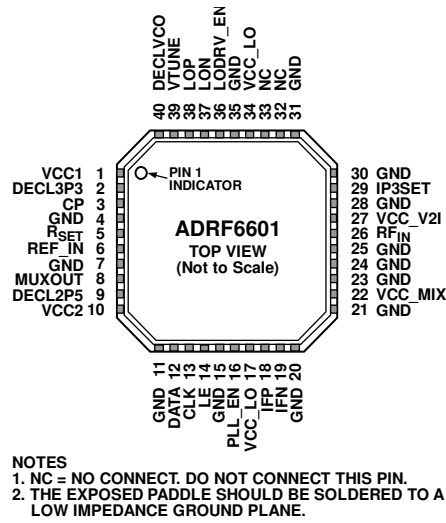 40 DECLVCO
39 VTUNE
38 LOP
37 LON
36 LODRV_EN
35 GND
34 VCC_LO
33 NC
32 NC
31 GND
VCC1 1
DECL3P3 2
CP 3
GND 4
RSET 5
REF_IN 6
GND 7
MUXOUT 8
DECL2P5 9
VCC2 10
PIN 1
INDICATOR
ADRF6601
TOP VIEW
(Not to Scale)
30 GND
29 IP3SET
28 GND
27 VCC_V2I
26 RFIN
25 GND
24 GND
23 GND
22 VCC_MIX
21 GND
GND 11
DATA 12
CLK 13
LE 14
GND 15
PLL_EN 16
VCC_LO 17
IFP 18
IFN 19
GND 20
NOTES
1. NC = NO CONNECT. DO NOT CONNECT THIS PIN.
2. THE EXPOSED PADDLE SHOULD BE SOLDERED TO A
LOW IMPEDANCE GROUND PLANE.